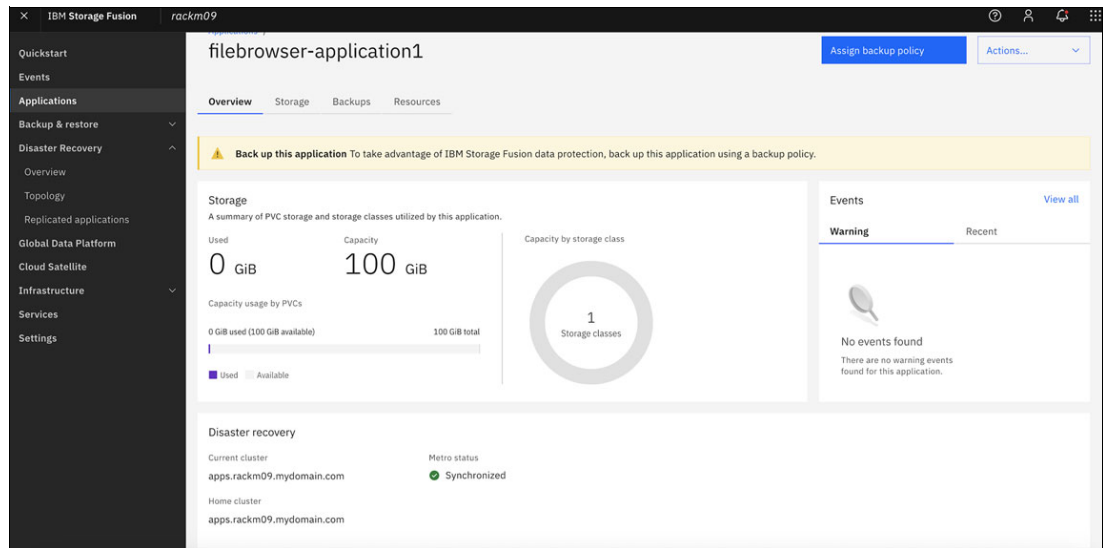 IBM Storage Fusion
rackm09
Quickstart
Events
Applications
Backup & restore
Disaster Recovery
Overview
Topology
Replicated applications
Global Data Platform
Cloud Satellite
Infrastructure
Services
Settings
Applications /
filebrowser-application1
Assign backup policy
Actions...
Overview Storage Backups Resources
Back up this application To take advantage of IBM Storage Fusion data protection, back up this application using a backup policy.
Storage
A summary of PVC storage and storage classes utilized by this application.
Used
0 GiB
Capacity
100 GiB
Capacity usage by PVCs
0 GiB used (100 GiB available) 100 GiB total
Used Available
Capacity by storage class
1
Storage classes
Events View all
Warning Recent
No events found
There are no warning events
found for this application.
Disaster recovery
Current cluster
apps.rackm09.mydomain.com
Metro status
Synchronized
Home cluster
apps.rackm09.mydomain.com